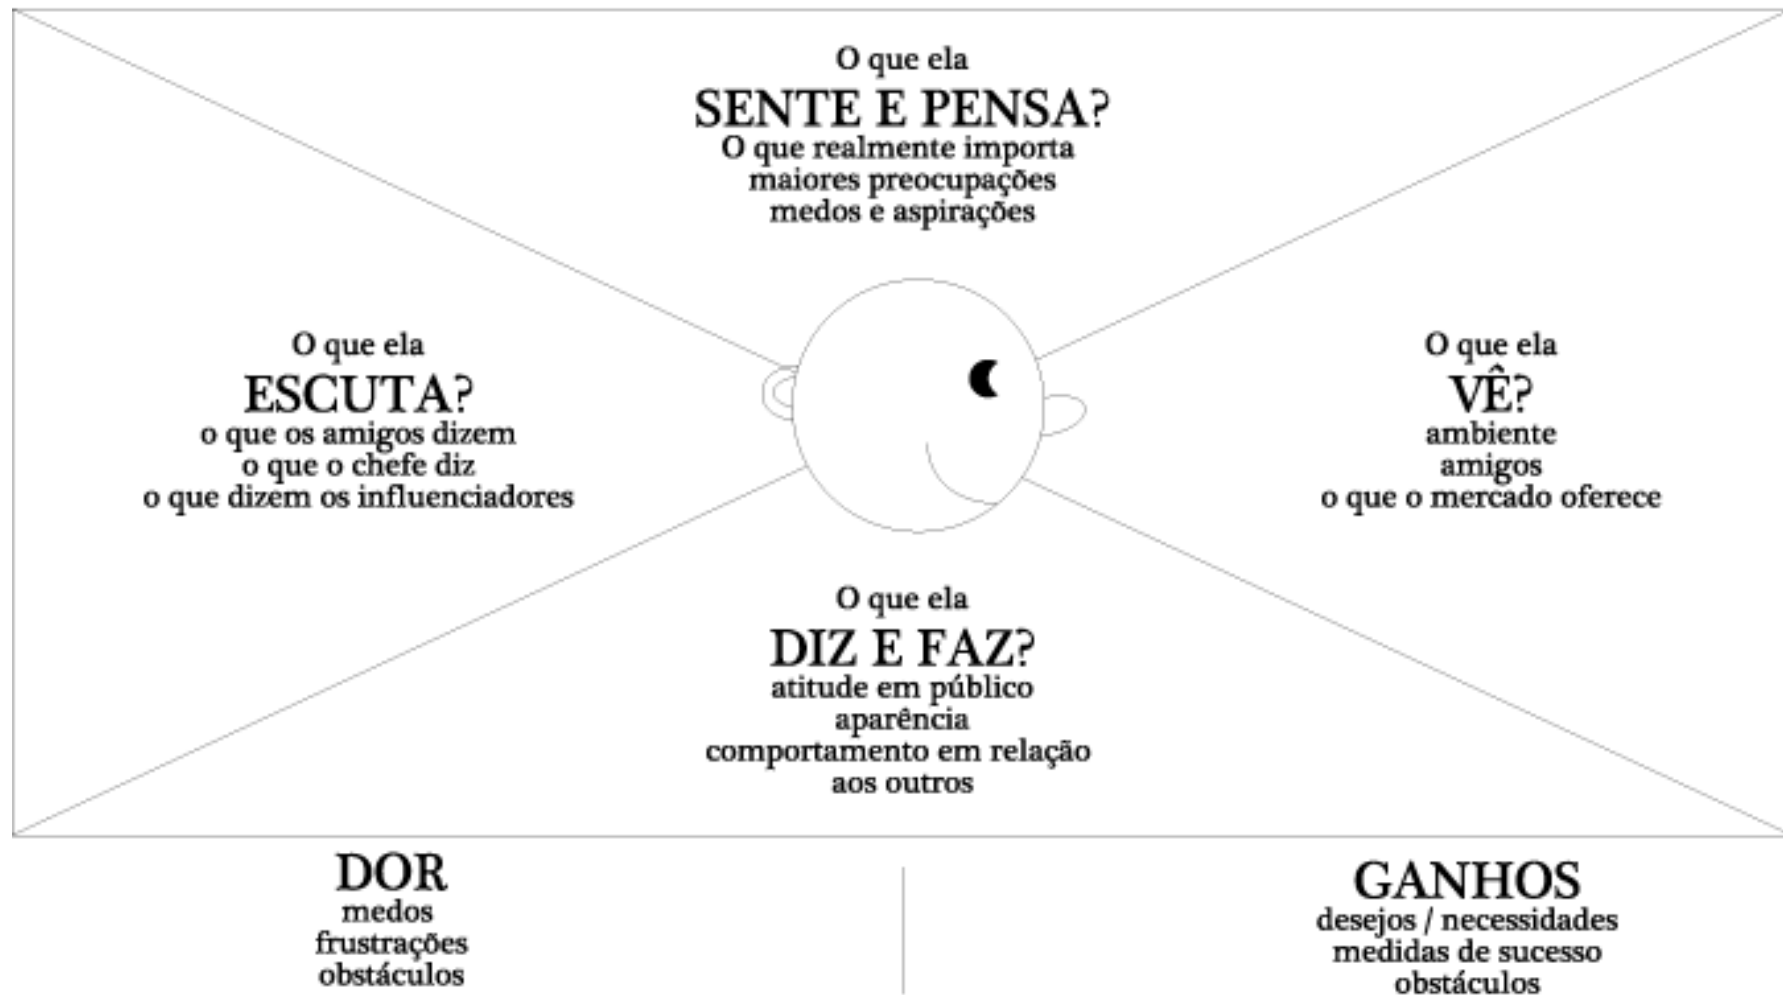 O que ela
SENTE E PENSA?
O que realmente importa
maiores preocupações
medos e aspirações
O que ela
ESCUTA?
o que os amigos dizem
o que o chefe diz
o que dizem os influenciadores
O que ela
VÊ?
ambiente
amigos
o que o mercado oferece
O que ela
DIZ E FAZ?
atitude em público
aparência
comportamento em relação
aos outros
DOR
medos
frustrações
obstáculos
GANHOS
desejos / necessidades
medidas de sucesso
obstáculos